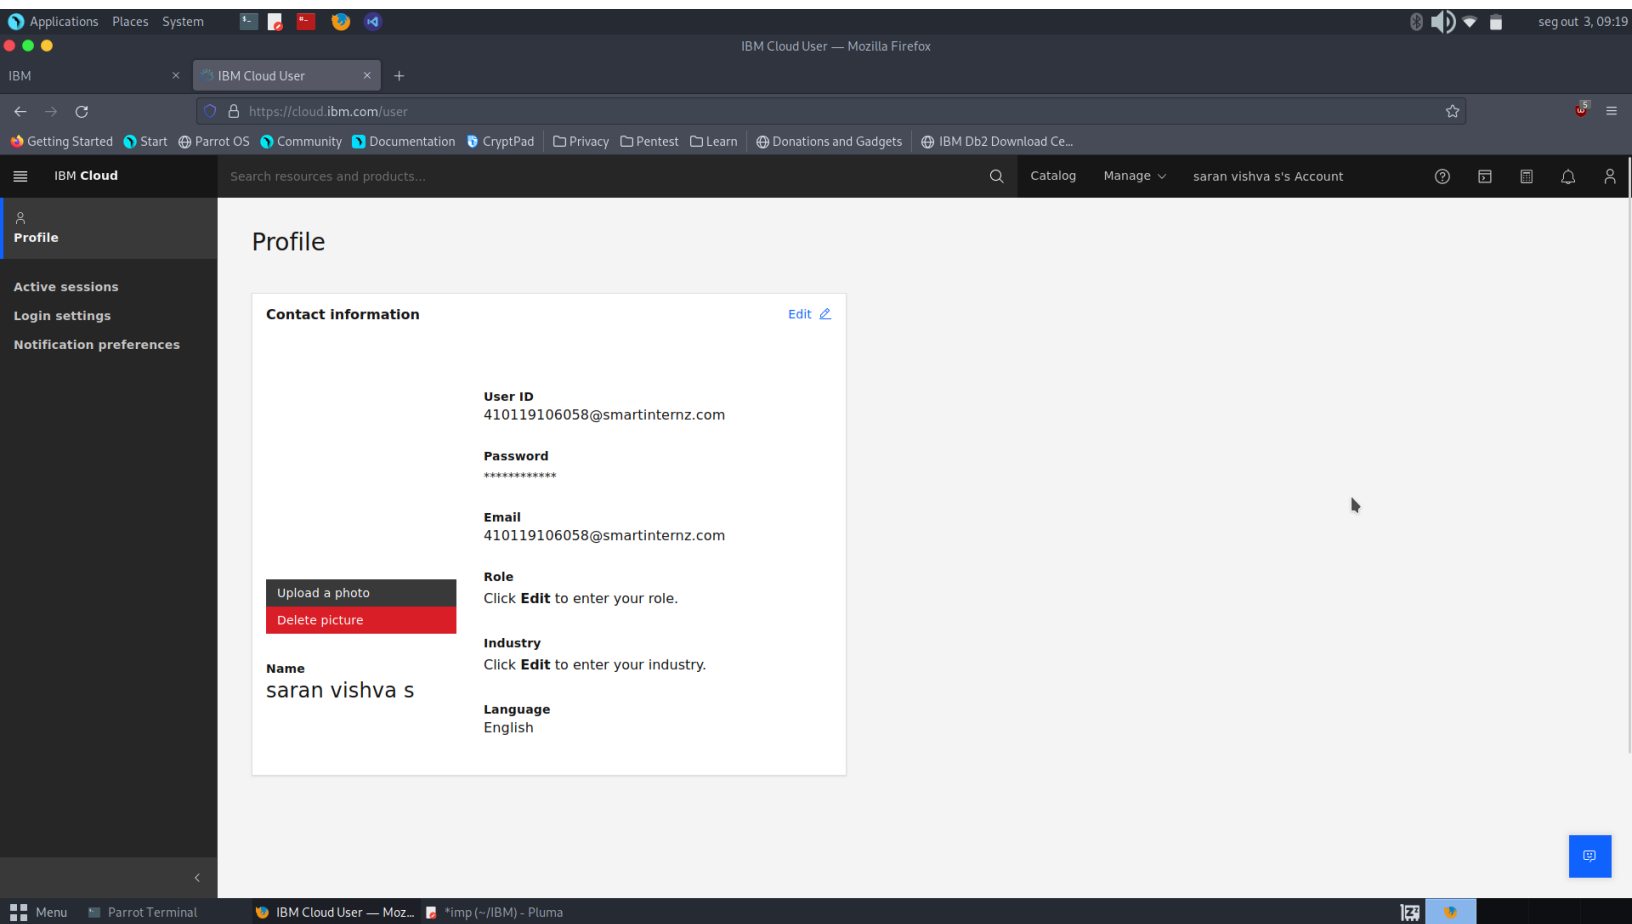 Applications Places System seg out 3, 09:19
IBM Cloud User — Mozilla Firefox
IBM × IBM Cloud User × +
https://cloud.ibm.com/user 5
Getting Started Start Parrot OS Community Documentation CryptPad Privacy Pentest Learn Donations and Gadgets IBM Db2 Download Ce...
IBM Cloud Search resources and products... Catalog Manage saran vishva s's Account
Profile
Active sessions
Login settings
Notification preferences
Profile
Contact information Edit
User ID
410119106058@smartinternz.com
Password
************
Email
410119106058@smartinternz.com
Role
Click Edit to enter your role.
Industry
Click Edit to enter your industry.
Language
English
Upload a photo
Delete picture
Name
saran vishva s
Menu Parrot Terminal IBM Cloud User — Moz... *imp (~/IBM) - Pluma